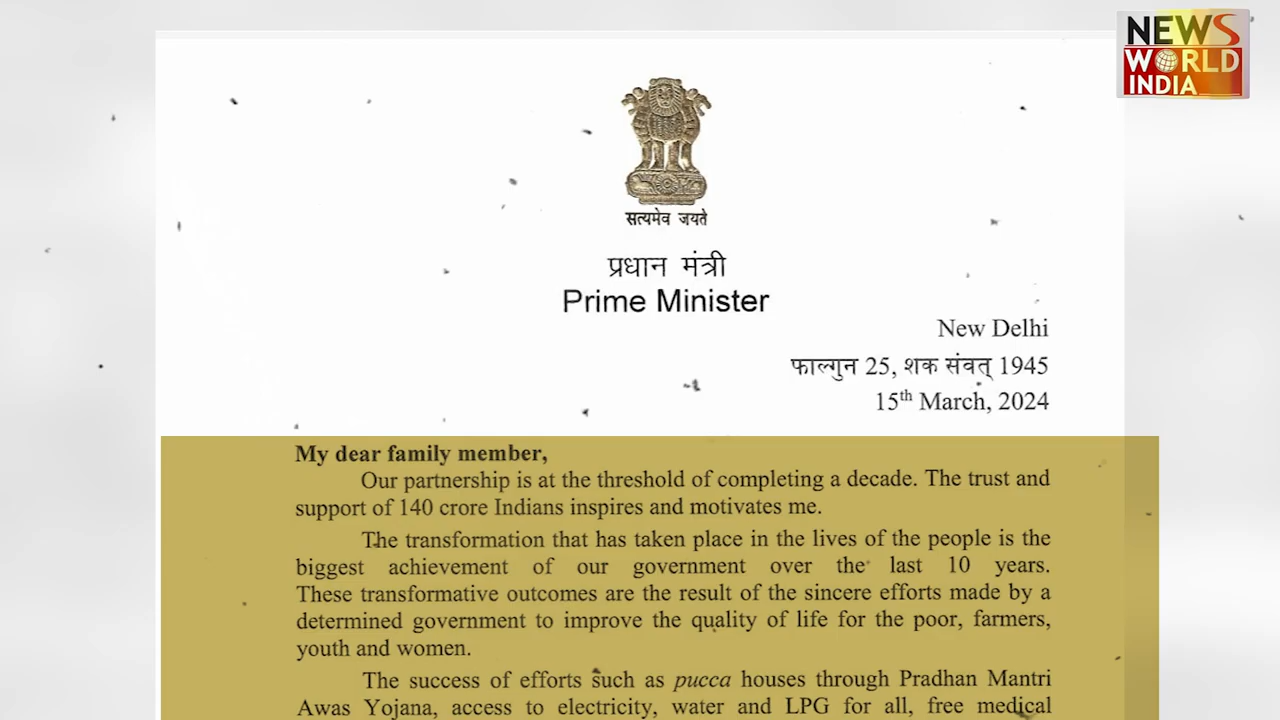 NEWS
WORLD
INDIA
सत्यमेव जयते
प्रधान मंत्री
Prime Minister
New Delhi
फाल्गुन 25, शक संवत् 1945
15th March, 2024
My dear family member,
Our partnership is at the threshold of completing a decade. The trust and
support of 140 crore Indians inspires and motivates me.
The transformation that has taken place in the lives of the people is the
biggest achievement of our government over the last 10 years.
These transformative outcomes are the result of the sincere efforts made by a
determined government to improve the quality of life for the poor, farmers,
youth and women.
The success of efforts such as pucca houses through Pradhan Mantri
Awas Yojana, access to electricity, water and LPG for all, free medical